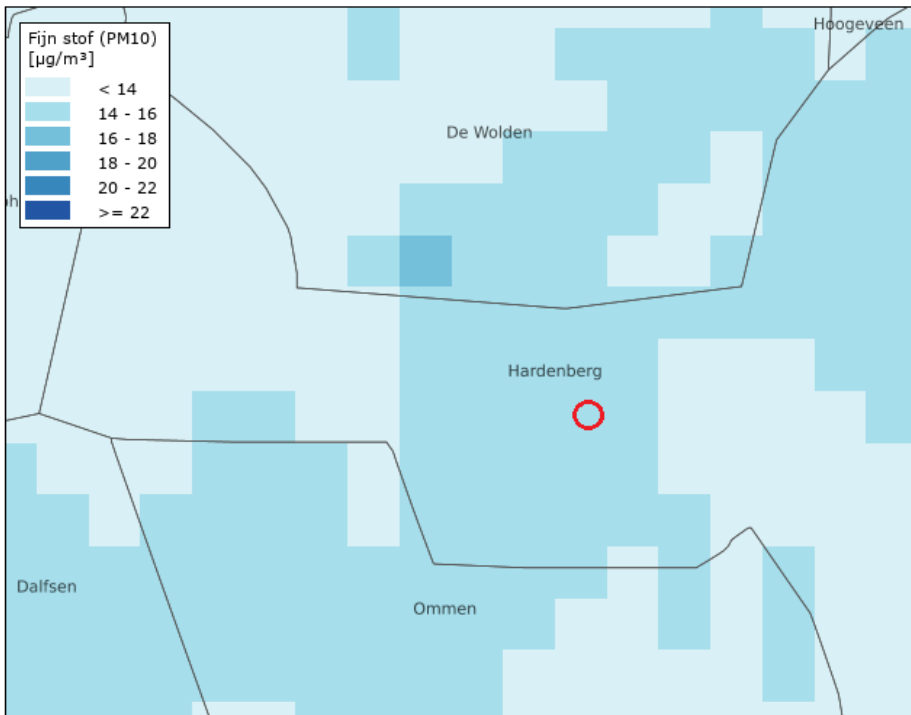 Fijn stof (PM10)
[µg/m³]
< 14
14 - 16
16 - 18
18 - 20
20 - 22
>= 22
Hoogeveen
De Wolden
Hardenberg
Dalfsen
Ommen